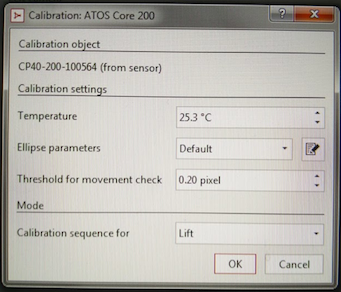 Calibration: ATOS Core 200
Calibration object
CP40-200-100564 (from sensor)
Calibration settings
Temperature 25.3 °C
Ellipse parameters Default
Threshold for movement check 0.20 pixel
Mode
Calibration sequence for Lift
OK Cancel